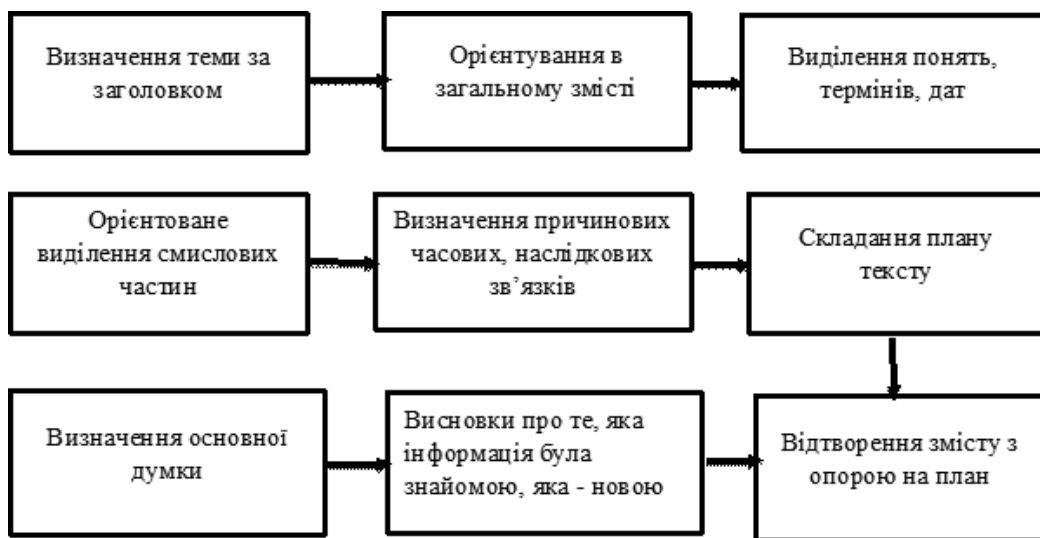 Визначення теми за
заголовком
Орієнтування в
загальному змісті
Виділення понять,
термінів, дат
Орієнтоване
виділення смислових
частин
Визначення причинових
часових, наслідкових
зв’язків
Складання плану
тексту
Визначення основної
думки
Висновки про те, яка
інформація була
знайомою, яка - новою
Відтворення змісту з
опорою на план